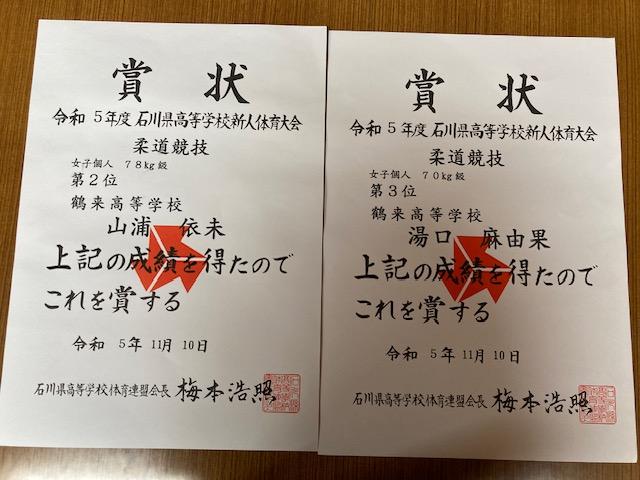 賞 状
令和 5年度 石川県高等学校新人体育大会
柔道競技
女子個人 78kg級
第2位
鶴来高等学校
山浦 依未
上記の成績を得たので
これを賞する
令和 5年 11月 10日
石川県高等学校体育連盟会長 梅本浩照
賞 状
令和 5年度 石川県高等学校新人体育大会
柔道競技
女子個人 70kg級
第3位
鶴来高等学校
湯口 麻由果
上記の成績を得たので
これを賞する
令和 5年 11月 10日
石川県高等学校体育連盟会長 梅本浩照